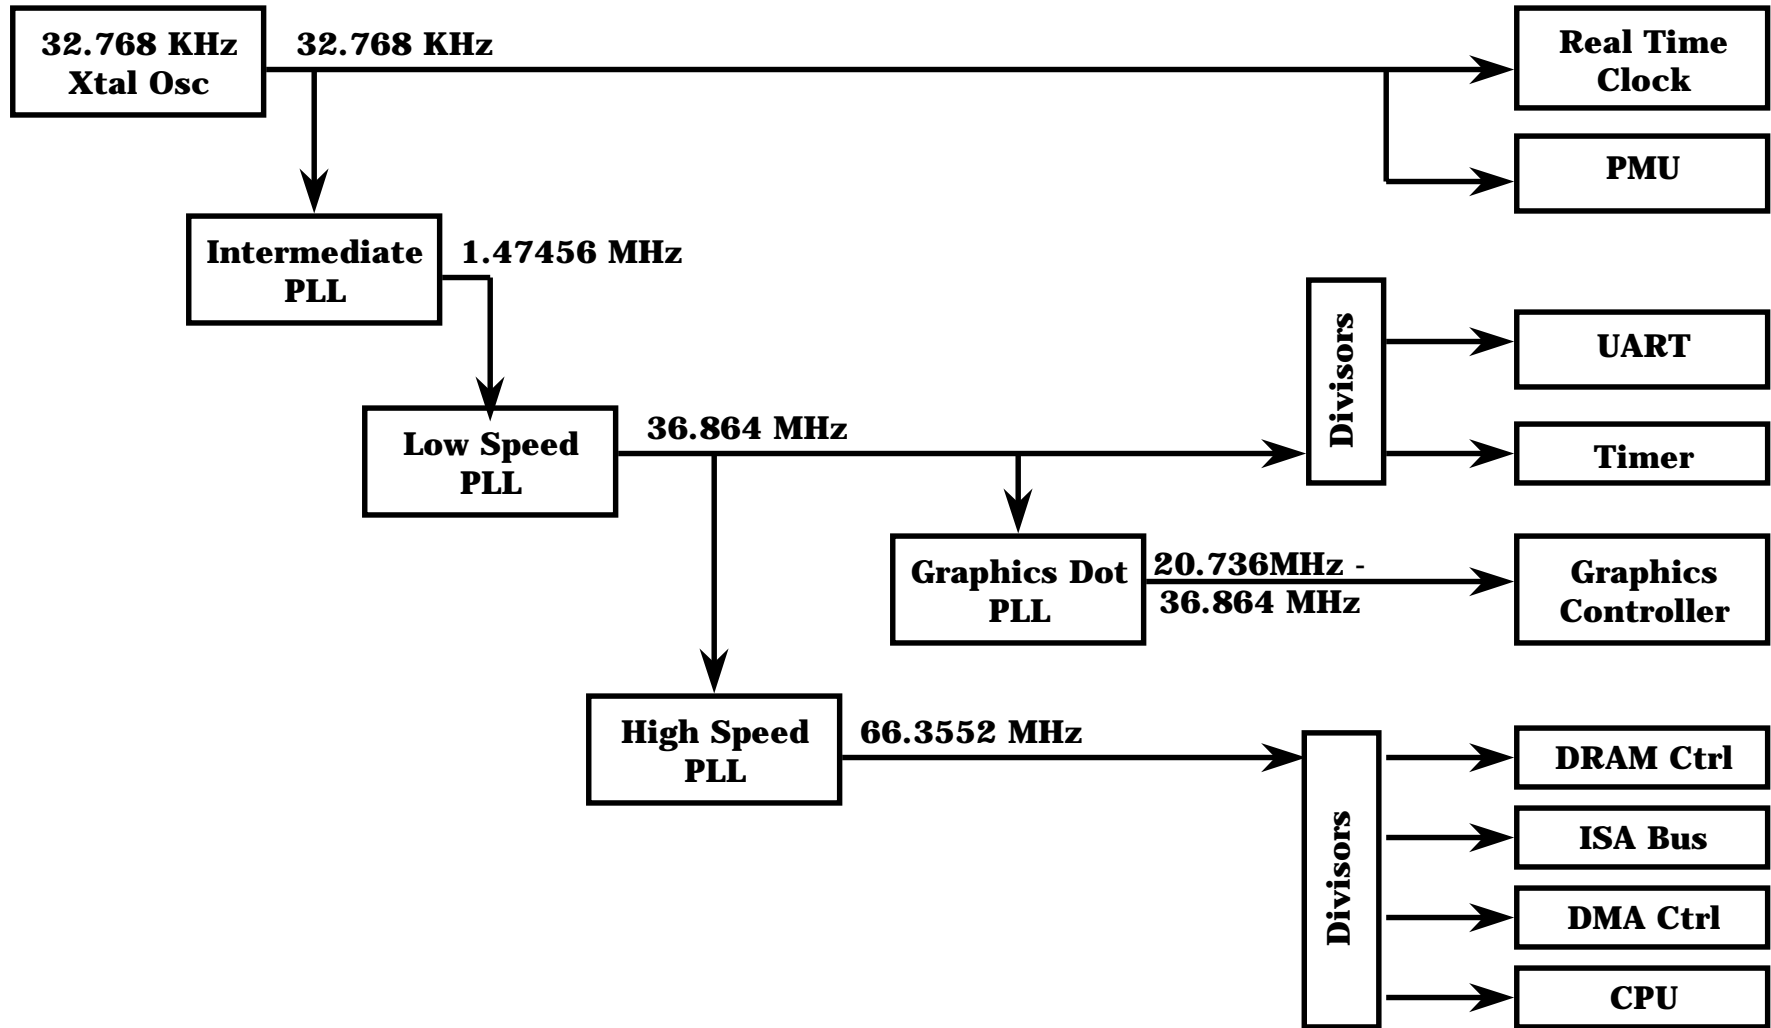 32.768 KHz
Xtal Osc
32.768 KHz
Real Time
Clock
PMU
Intermediate
PLL
1.47456 MHz
Divisors
UART
Timer
Low Speed
PLL
36.864 MHz
Graphics Dot
PLL
20.736MHz -
36.864 MHz
Graphics
Controller
High Speed
PLL
66.3552 MHz
Divisors
DRAM Ctrl
ISA Bus
DMA Ctrl
CPU